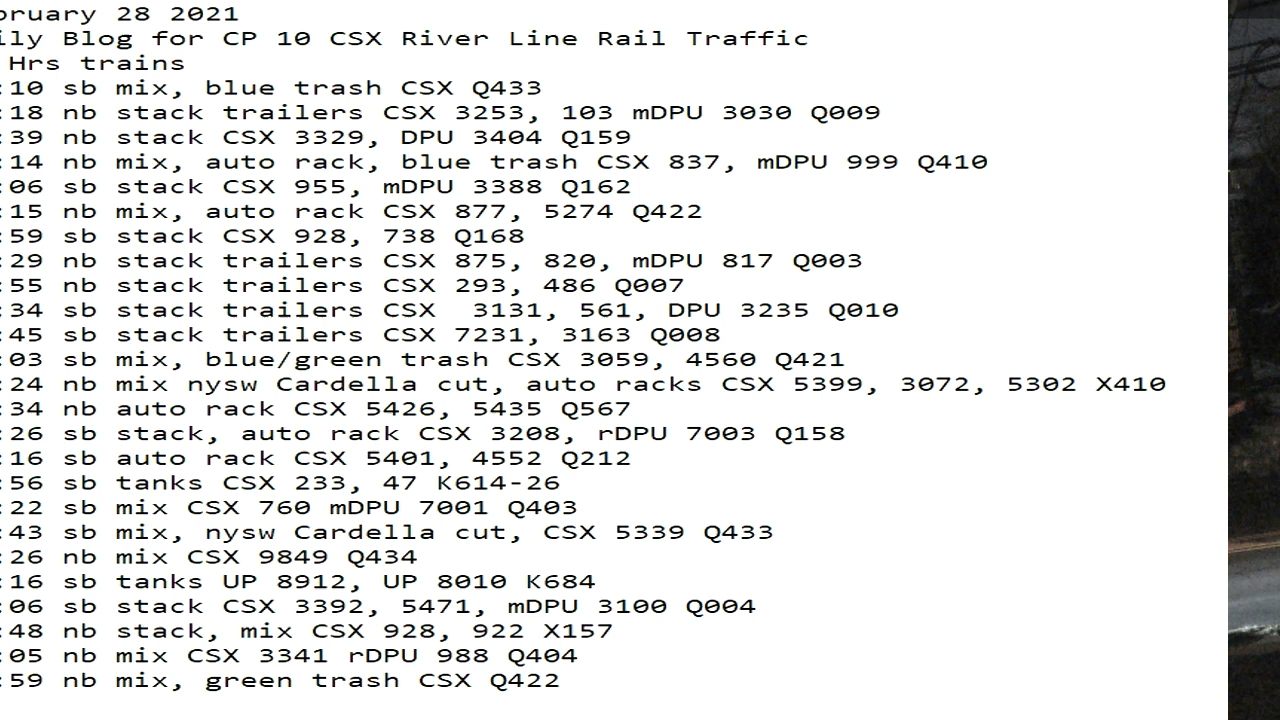 oruary 28 2021
ily Blog for CP 10 CSX River Line Rail Traffic
Hrs trains
:10 sb mix, blue trash CSX Q433
:18 nb stack trailers CSX 3253, 103 mDPU 3030 Q009
:39 nb stack CSX 3329, DPU 3404 Q159
:14 nb mix, auto rack, blue trash CSX 837, mDPU 999 Q410
:06 sb stack CSX 955, mDPU 3388 Q162
:15 nb mix, auto rack CSX 877, 5274 Q422
:59 sb stack CSX 928, 738 Q168
:29 nb stack trailers CSX 875, 820, mDPU 817 Q003
:55 nb stack trailers CSX 293, 486 Q007
:34 sb stack trailers CSX  3131, 561, DPU 3235 Q010
:45 sb stack trailers CSX 7231, 3163 Q008
:03 sb mix, blue/green trash CSX 3059, 4560 Q421
:24 nb mix nysw Cardella cut, auto racks CSX 5399, 3072, 5302 X410
:34 nb auto rack CSX 5426, 5435 Q567
:26 sb stack, auto rack CSX 3208, rDPU 7003 Q158
:16 sb auto rack CSX 5401, 4552 Q212
:56 sb tanks CSX 233, 47 K614-26
:22 sb mix CSX 760 mDPU 7001 Q403
:43 sb mix, nysw Cardella cut, CSX 5339 Q433
:26 nb mix CSX 9849 Q434
:16 sb tanks UP 8912, UP 8010 K684
:06 sb stack CSX 3392, 5471, mDPU 3100 Q004
:48 nb stack, mix CSX 928, 922 X157
:05 nb mix CSX 3341 rDPU 988 Q404
:59 nb mix, green trash CSX Q422